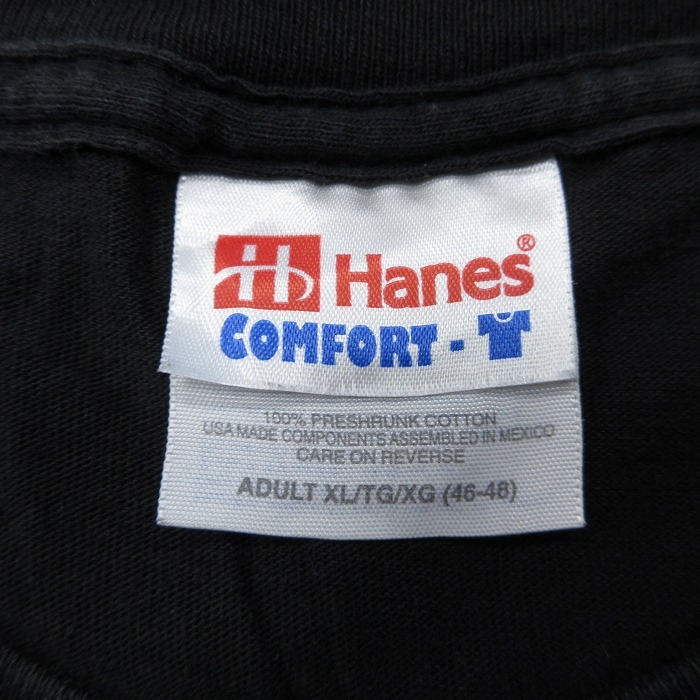 H Hanes®
COMFORT-
100% PRESHRUNK COTTON
USA MADE COMPONENTS ASSEMBLED IN MEXICO
CARE ON REVERSE
ADULT XL/TG/XG (46-48)